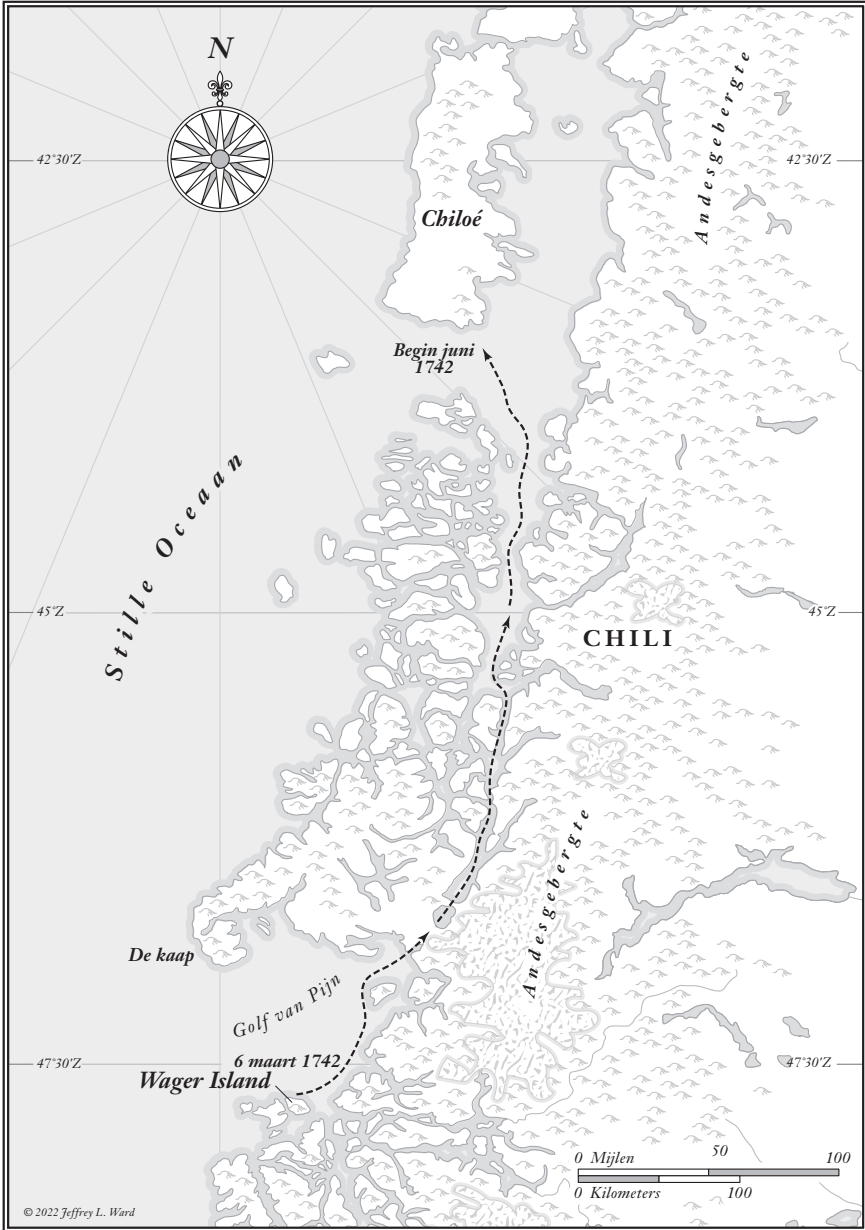 N
42°30'Z
42°30'Z
Andesgebergte
Chiloé
Begin juni
1742
Stille Oceaan
45°Z
45°Z
CHILI
Andesgebergte
De kaap
Golf van Pijn
6 maart 1742
47°30'Z
47°30'Z
Wager Island
0 Mijlen 50 100
0 Kilometers 100
© 2022 Jeffrey L. Ward